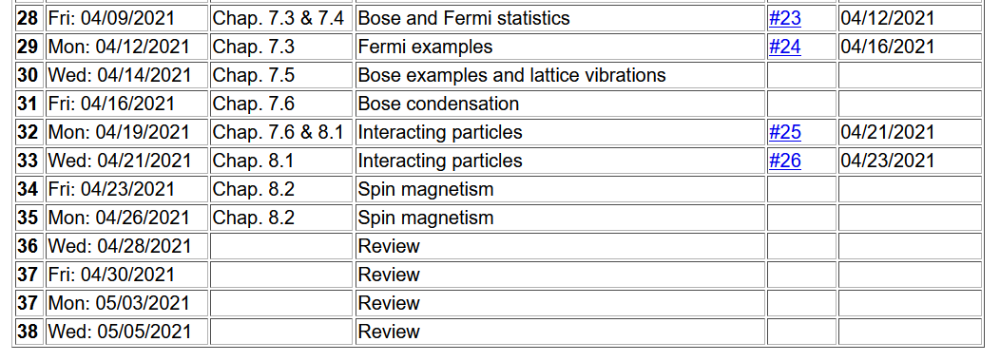 28 Fri: 04/09/2021 Chap. 7.3 & 7.4 Bose and Fermi statistics #23 04/12/2021
29 Mon: 04/12/2021 Chap. 7.3 Fermi examples #24 04/16/2021
30 Wed: 04/14/2021 Chap. 7.5 Bose examples and lattice vibrations
31 Fri: 04/16/2021 Chap. 7.6 Bose condensation
32 Mon: 04/19/2021 Chap. 7.6 & 8.1 Interacting particles #25 04/21/2021
33 Wed: 04/21/2021 Chap. 8.1 Interacting particles #26 04/23/2021
34 Fri: 04/23/2021 Chap. 8.2 Spin magnetism
35 Mon: 04/26/2021 Chap. 8.2 Spin magnetism
36 Wed: 04/28/2021 Review
37 Fri: 04/30/2021 Review
37 Mon: 05/03/2021 Review
38 Wed: 05/05/2021 Review